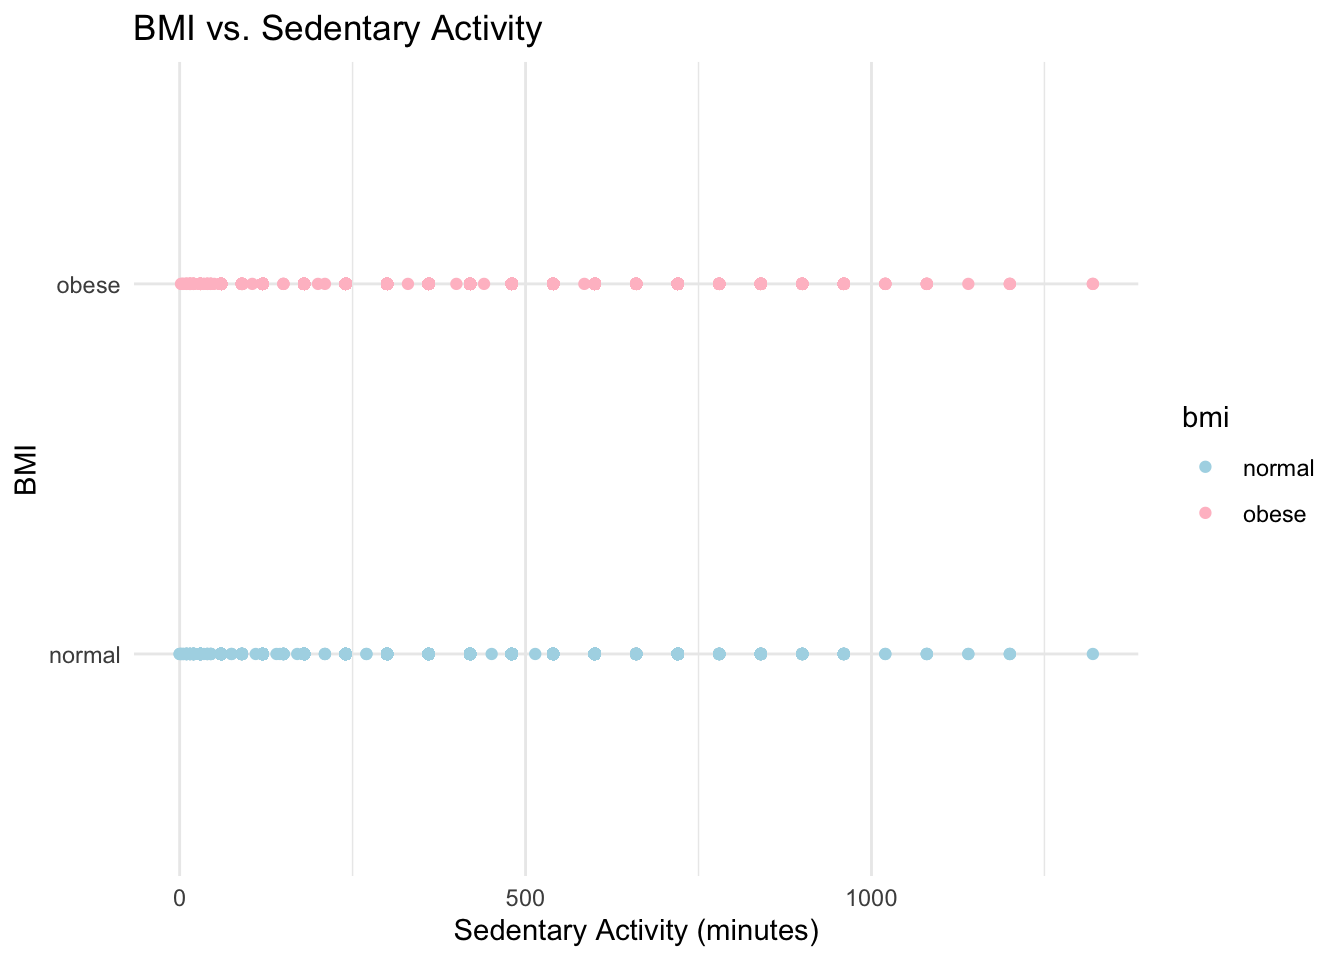 BMI vs. Sedentary Activity
obese
normal
BMI
0
500
1000
Sedentary Activity (minutes)
bmi
normal
obese